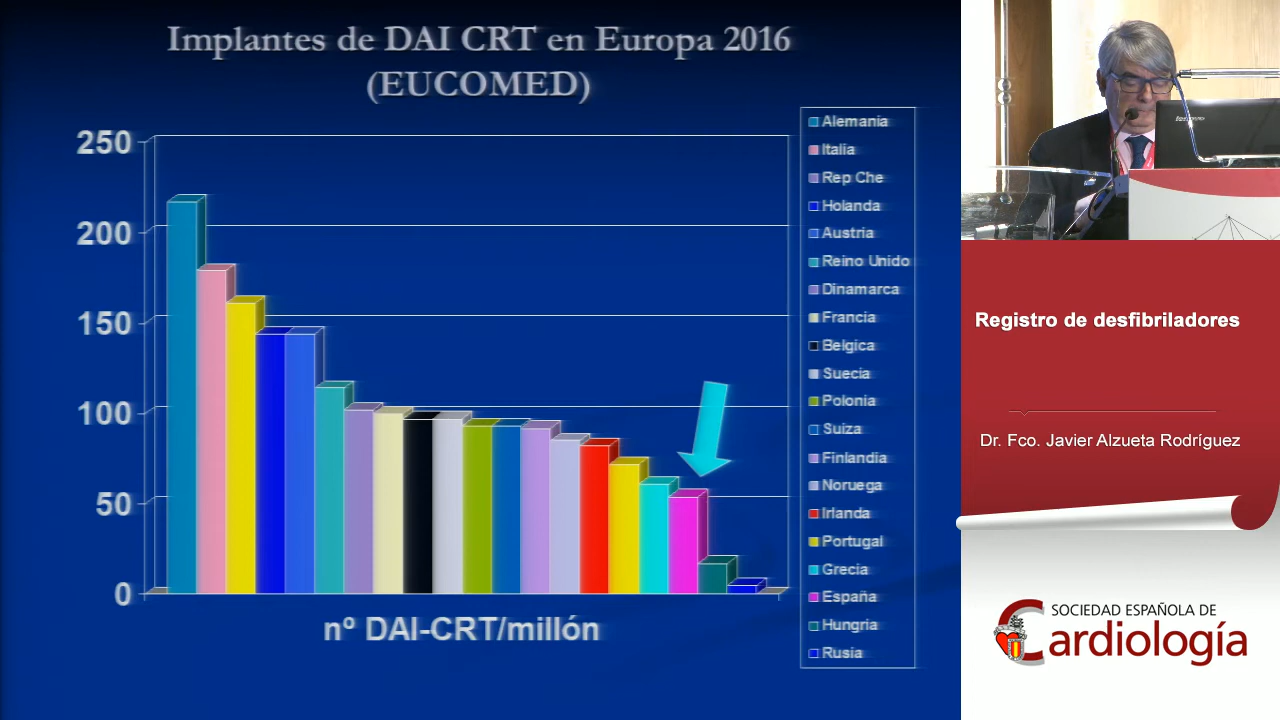 Implantes de DAI CRT en Europa 2016
(EUCOMED)
250
200
150
100
50
0
nº DAI-CRT/millón
Alemania
Italia
Rep Che
Holanda
Austria
Reino Unido
Dinamarca
Francia
Belgica
Suecia
Polonia
Suiza
Finlandia
Noruega
Irlanda
Portugal
Grecia
España
Hungria
Rusia
Registro de desfibriladores
Dr. Fco. Javier Alzueta Rodríguez
SOCIEDAD ESPAÑOLA DE
Cardiología